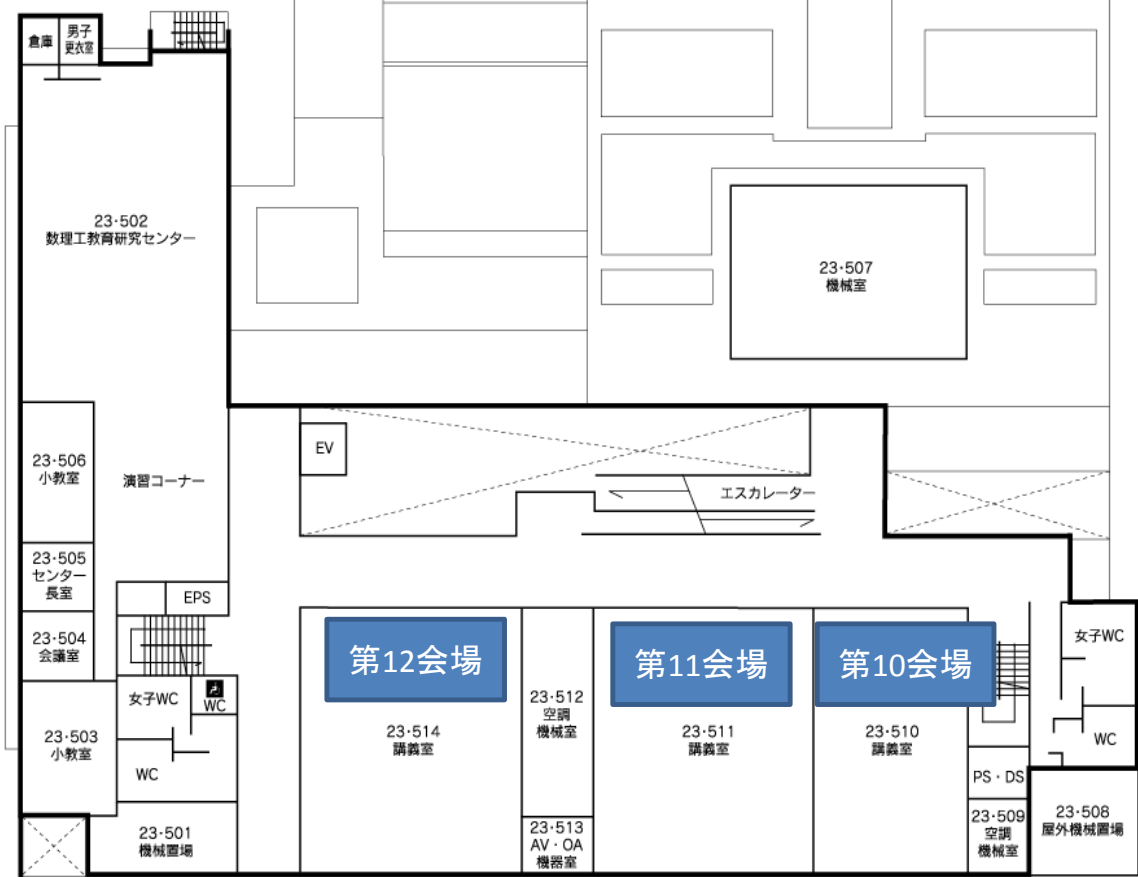 倉庫
男子
更衣室
23･502
数理工教育研究センター
23･507
機械室
EV
23･506
小教室
演習コーナー
エスカレーター
23･505
センター
長室
EPS
23･504
会議室
第12会場
第11会場
第10会場
女子WC
女子WC
WC
23･512
空調
機械室
23･503
小教室
23･514
講義室
23･511
講義室
23･510
講義室
WC
WC
PS・DS
23･501
機械置場
23･513
AV・OA
機器室
23･509
空調
機械室
23･508
屋外機械置場